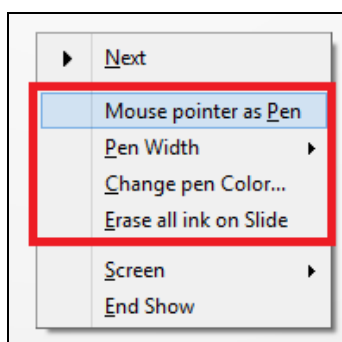 Next
Mouse pointer as Pen
Pen Width
Change pen Color...
Erase all ink on Slide
Screen
End Show